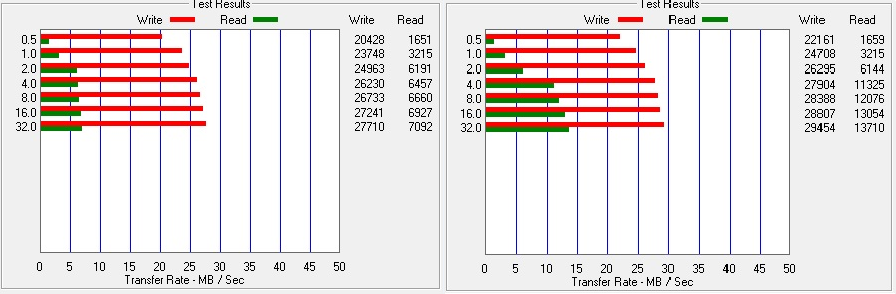 Test Results
Write Read Write Read
0.5 20428 1651
1.0 23748 3215
2.0 24963 6191
4.0 26230 6457
8.0 26733 6660
16.0 27241 6927
32.0 27710 7092
0 5 10 15 20 25 30 35 40 45 50
Transfer Rate - MB / Sec
Test Results
Write Read Write Read
0.5 22161 1659
1.0 24708 3215
2.0 26295 6144
4.0 27904 11325
8.0 28388 12076
16.0 28807 13054
32.0 29454 13710
0 5 10 15 20 25 30 35 40 45 50
Transfer Rate - MB / Sec